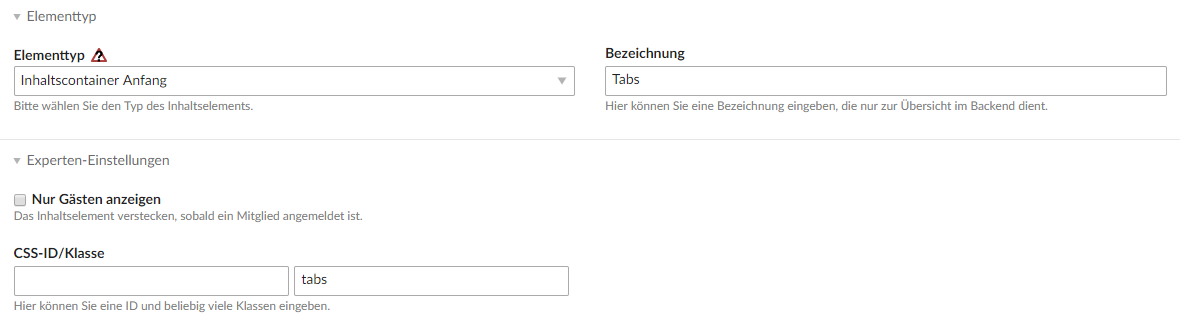 Elementtyp
Elementtyp
Bezeichnung
Inhaltscontainer Anfang
Tabs
Bitte wählen Sie den Typ des Inhaltselements.
Hier können Sie eine Bezeichnung eingeben, die nur zur Übersicht im Backend dient.
Experten-Einstellungen
Nur Gästen anzeigen
Das Inhaltselement verstecken, sobald ein Mitglied angemeldet ist.
CSS-ID/Klasse
tabs
Hier können Sie eine ID und beliebig viele Klassen eingeben.